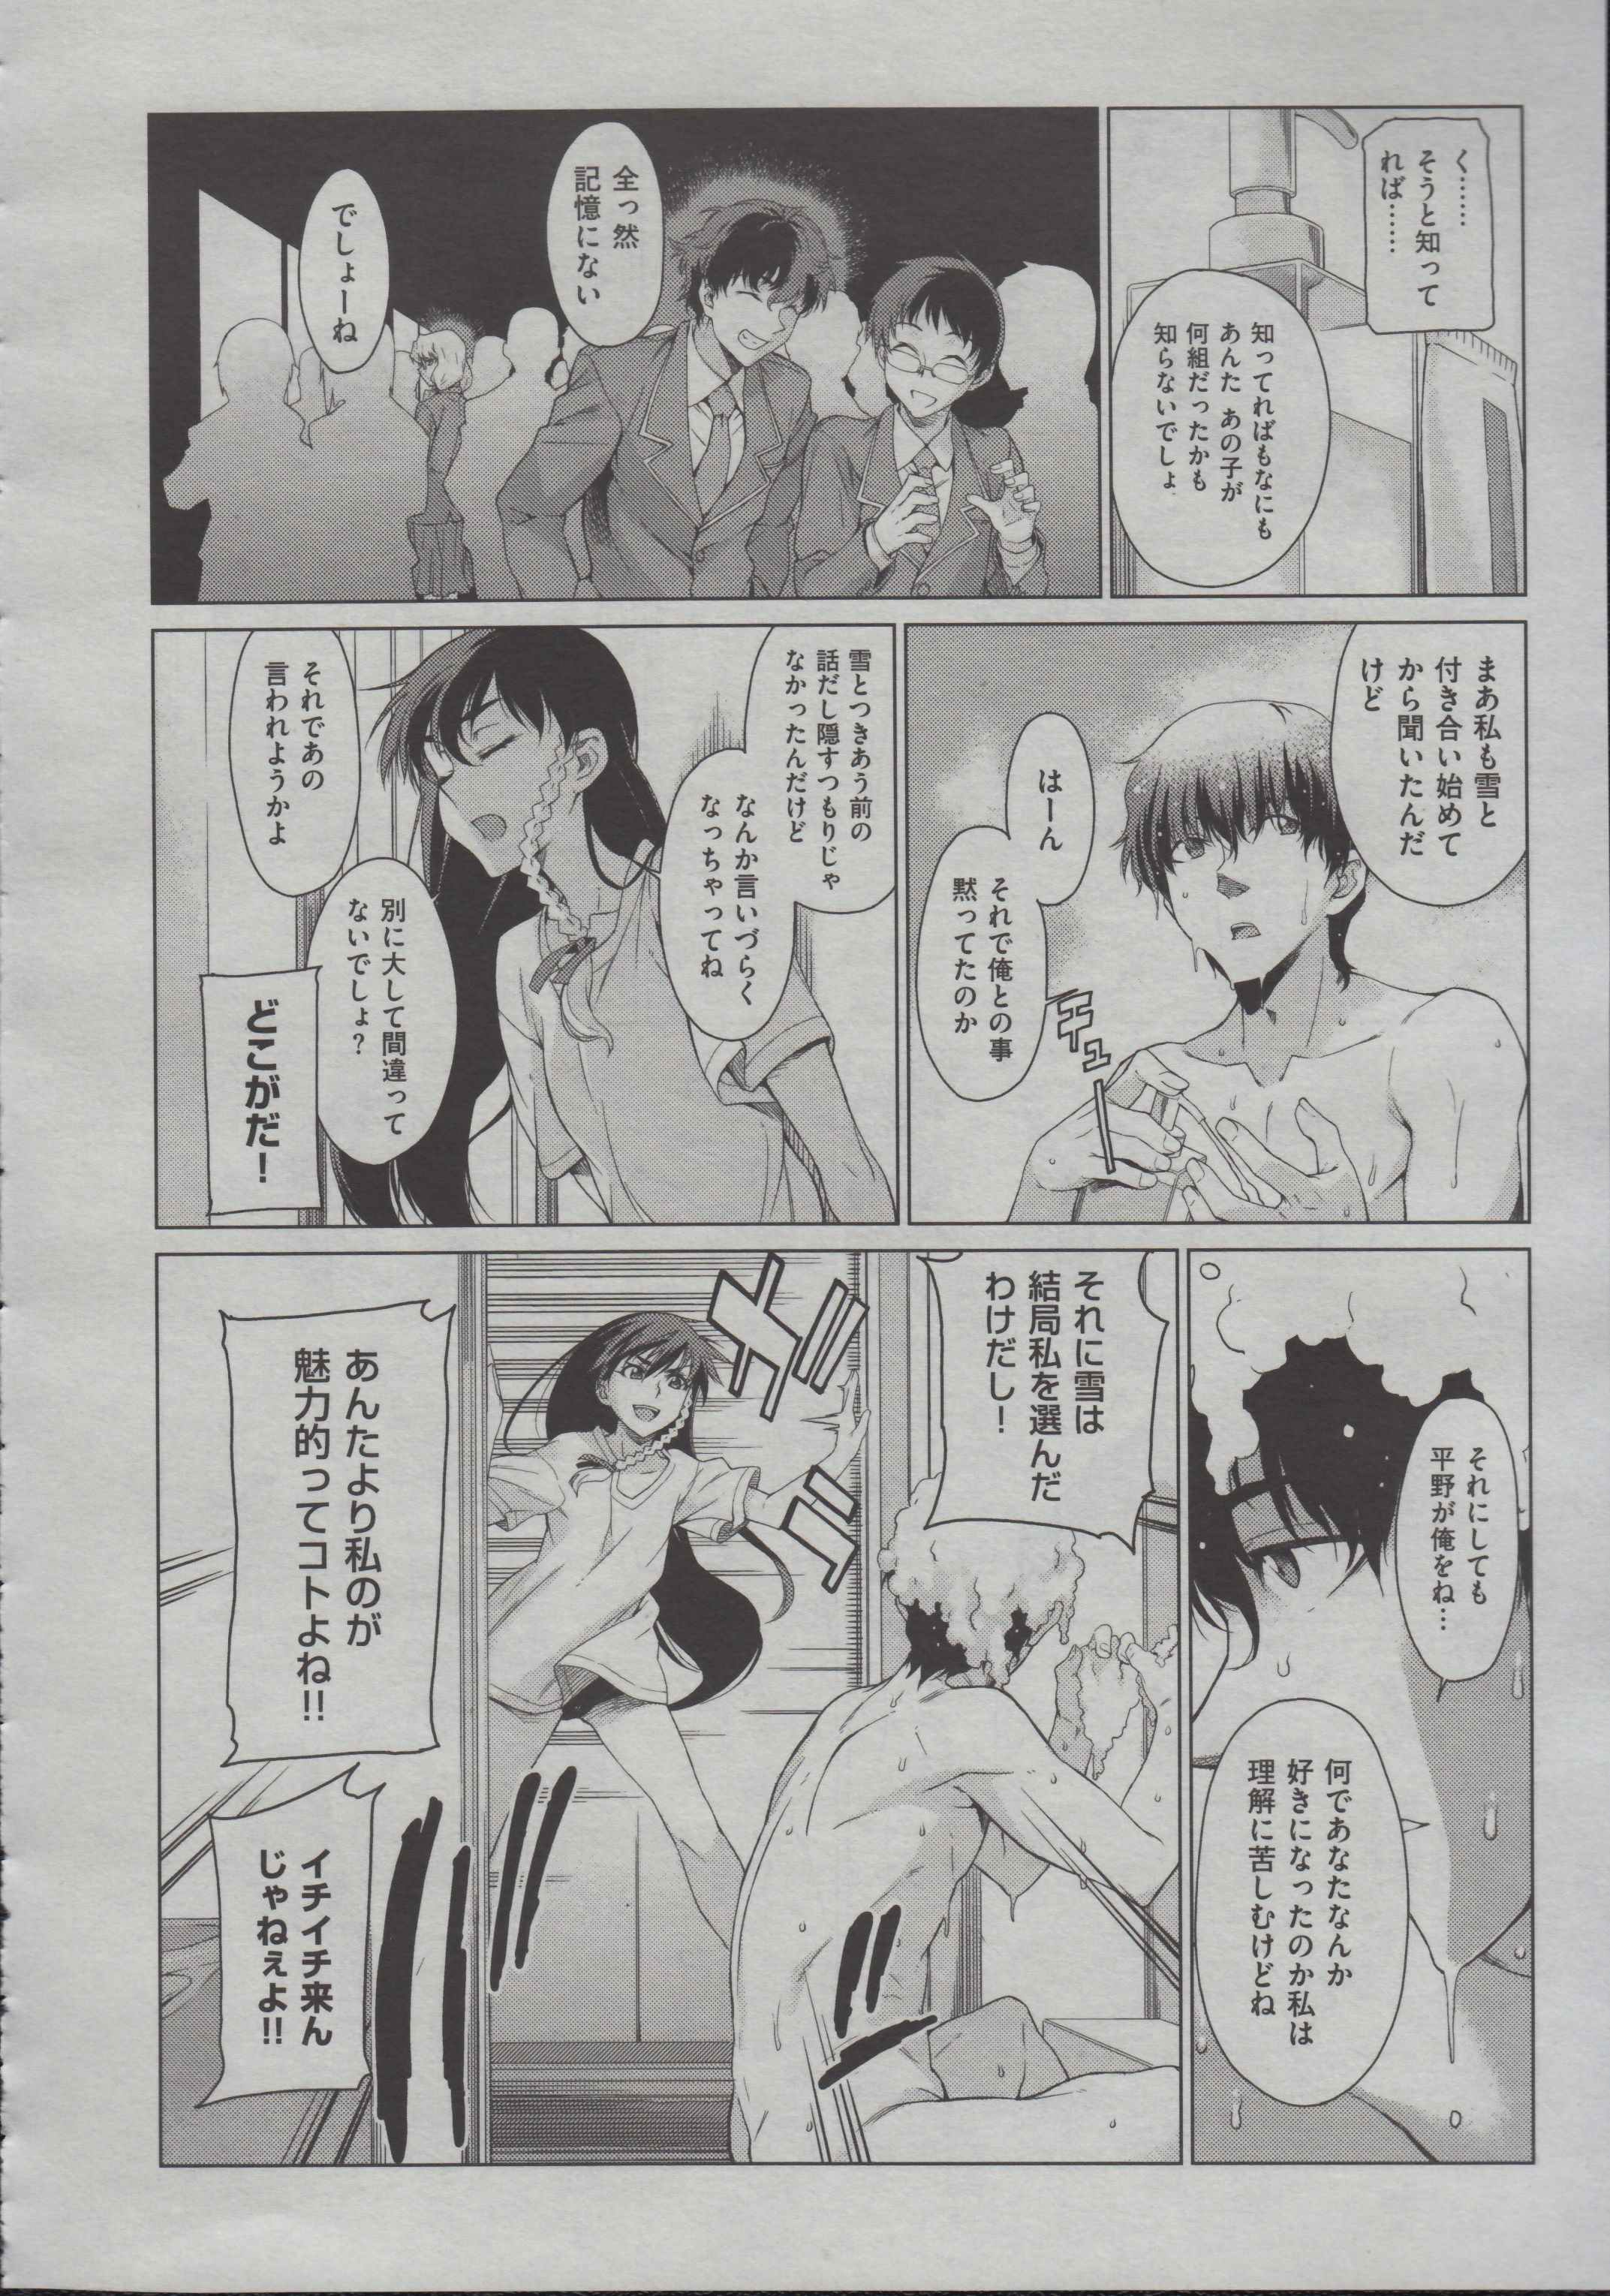 く……
そうと知って
れば……
知ってればもなにも
あんた あの子が
何組だったかも
知らないでしょ
全っ然
記憶にない
でしょーね
まあ私も雪と
付き合い始めて
から聞いたんだ
けど
はーん
それで俺との事
黙ってたのか
キュ
雪とつきあう前の
話だし隠すつもりじゃ
なかったんだけど
なんか言いづらく
なっちゃってね
それであの
言われようかよ
別に大して間違って
ないでしょ?
どこがだ!
それにしても
平野が俺をね…
何であなたなんか
好きになったのか私は
理解に苦しむけどね
それに雪は
結局私を選んだ
わけだし!
ガバ
あんたより私のが
魅力的ってコトよね!!
イチイチ来ん
じゃねぇよ!!